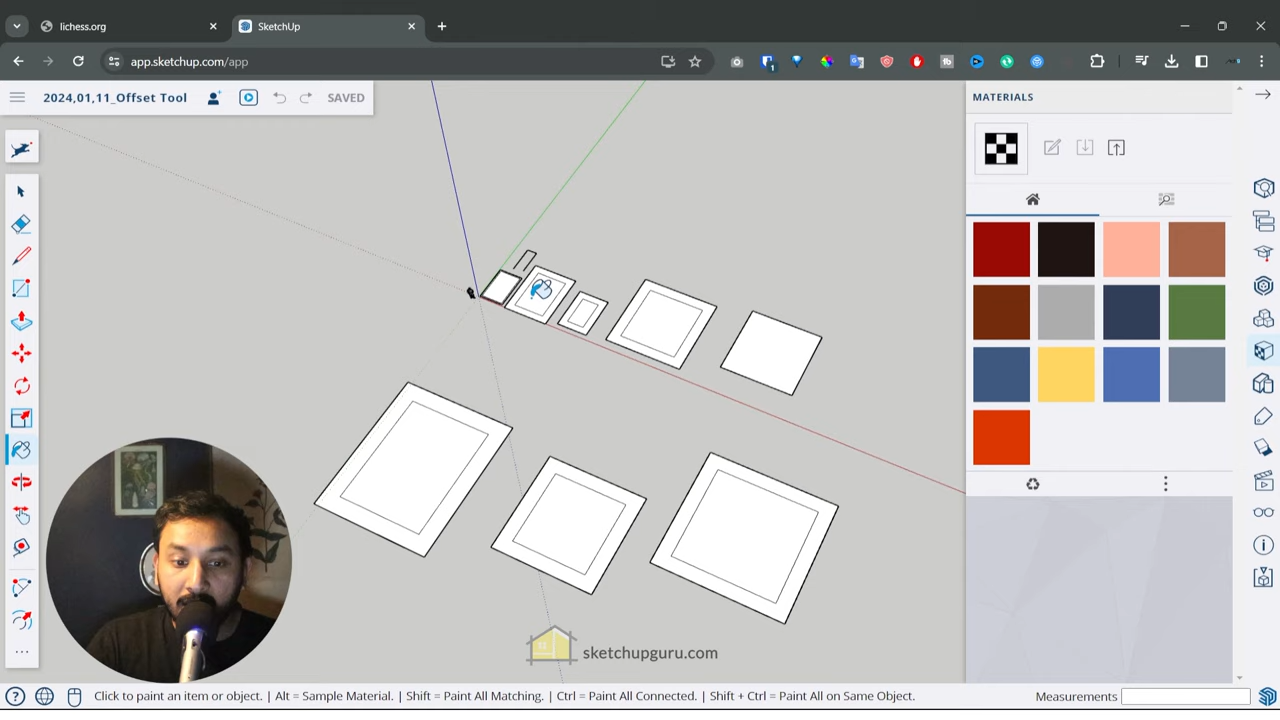 lichess.org
SketchUp
app.sketchup.com/app
1
2024,01,11_Offset Tool
SAVED
MATERIALS
sketchupguru.com
Click to paint an item or object. | Alt = Sample Material. | Shift = Paint All Matching. | Ctrl = Paint All Connected. | Shift + Ctrl = Paint All on Same Object.
Measurements